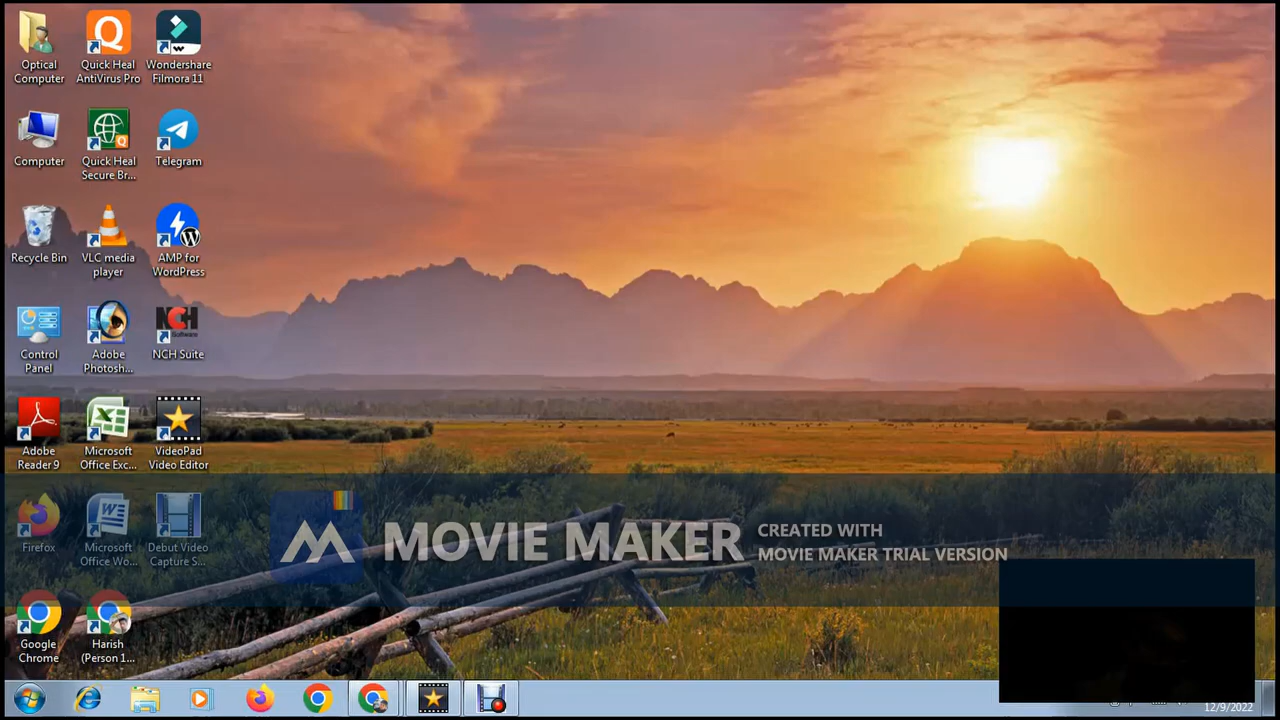 Optical
Computer
Quick Heal
AntiVirus Pro
Wondershare
Filmora 11
Computer
Quick Heal
Secure Br...
Telegram
Recycle Bin
VLC media
player
AMP for
WordPress
Control
Panel
Adobe
Photosh...
NCH
Software
NCH Suite
Adobe
Reader 9
Microsoft
Office Exc...
VideoPad
Video Editor
Firefox
Microsoft
Office Wo...
Debut Video
Capture S...
MOVIE MAKER
CREATED WITH
MOVIE MAKER TRIAL VERSION
Google
Chrome
Harish
(Person 1...
12/9/2022